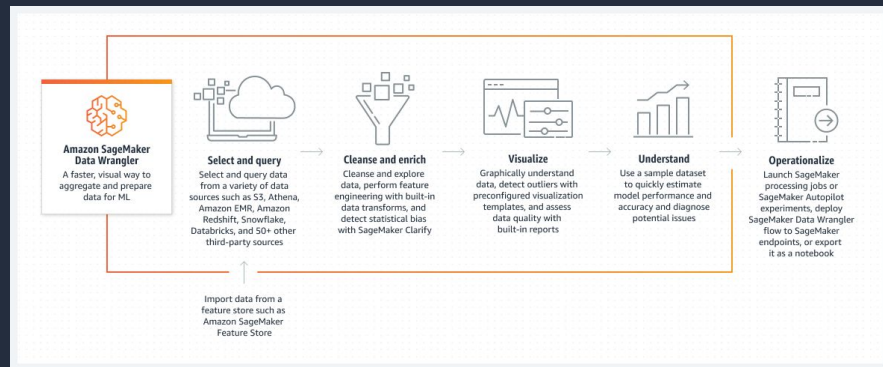 Amazon SageMaker
Data Wrangler
A faster, visual way to
aggregate and prepare
data for ML
Select and query
Select and query data
from a variety of data
sources such as S3, Athena,
Amazon EMR, Amazon
Redshift, Snowflake,
Databricks, and 50+ other
third-party sources
Import data from a
feature store such as
Amazon SageMaker
Feature Store
Cleanse and enrich
Cleanse and explore
data, perform feature
engineering with built-in
data transforms, and
detect statistical bias
with SageMaker Clarify
Visualize
Graphically understand
data, detect outliers with
preconfigured visualization
templates, and assess
data quality with
built-in reports
Understand
Use a sample dataset
to quickly estimate
model performance and
accuracy and diagnose
potential issues
Operationalize
Launch SageMaker
processing jobs or
SageMaker Autopilot
experiments, deploy
SageMaker Data Wrangler
flow to SageMaker
endpoints, or export
it as a notebook